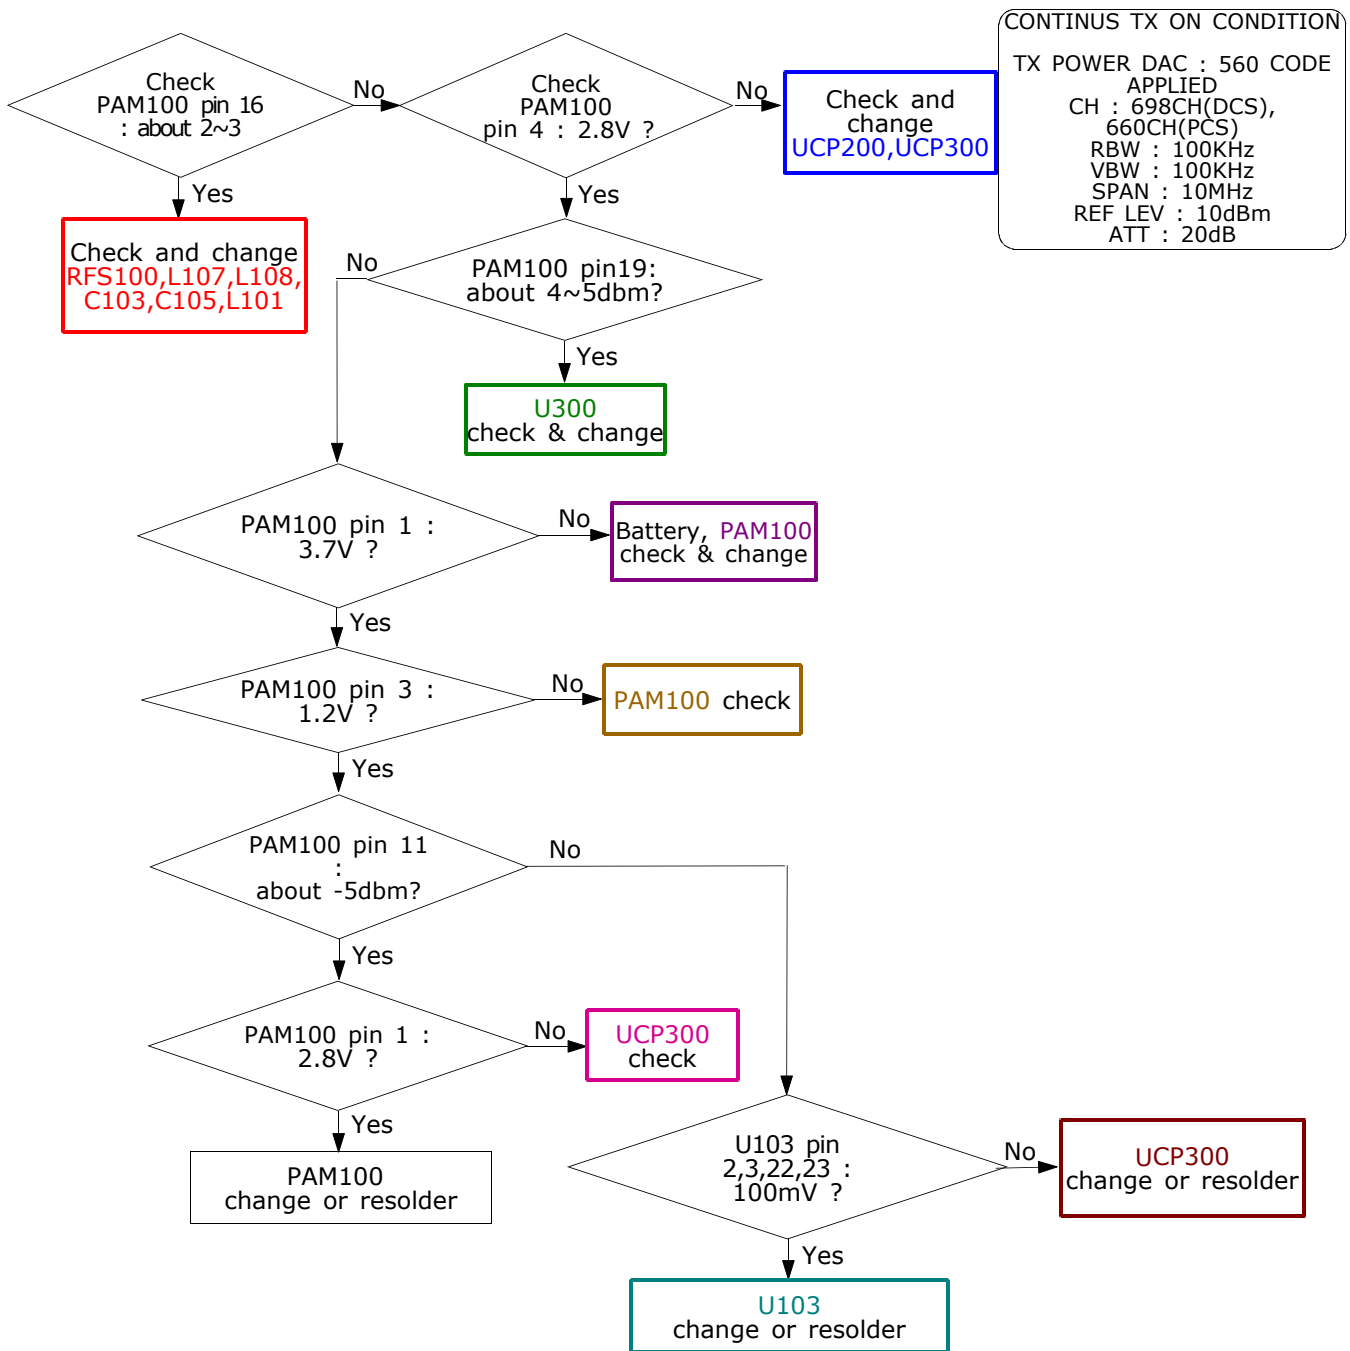 Check
PAM100 pin 16
: about 2~3
No
Check
PAM100
pin 4 : 2.8V ?
No
Check and
change
UCP200,UCP300
CONTINUS TX ON CONDITION
TX POWER DAC : 560 CODE
APPLIED
CH : 698CH(DCS),
660CH(PCS)
RBW : 100KHz
VBW : 100KHz
SPAN : 10MHz
REF LEV : 10dBm
ATT : 20dB
Yes
Yes
Check and change
RFS100,L107,L108,
C103,C105,L101
No
PAM100 pin19:
about 4~5dbm?
Yes
U300
check & change
PAM100 pin 1 :
3.7V ?
No
Battery, PAM100
check & change
Yes
PAM100 pin 3 :
1.2V ?
No
PAM100 check
Yes
PAM100 pin 11
:
about -5dbm?
No
Yes
PAM100 pin 1 :
2.8V ?
No
UCP300
check
Yes
PAM100
change or resolder
U103 pin
2,3,22,23 :
100mV ?
No
UCP300
change or resolder
Yes
U103
change or resolder